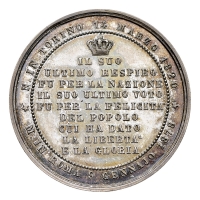 N. IN TORINO 14 MARZO 1820
IL SUO
ULTIMO RESPIRO
FU PER LA NAZIONE
IL SUO ULTIMO VOTO
FU PER LA FELICITA
DEL POPOLO
CUI HA DATO
LA LIBERTA
E LA GLORIA
M. IN ROMA 9 GENNAIO 1878